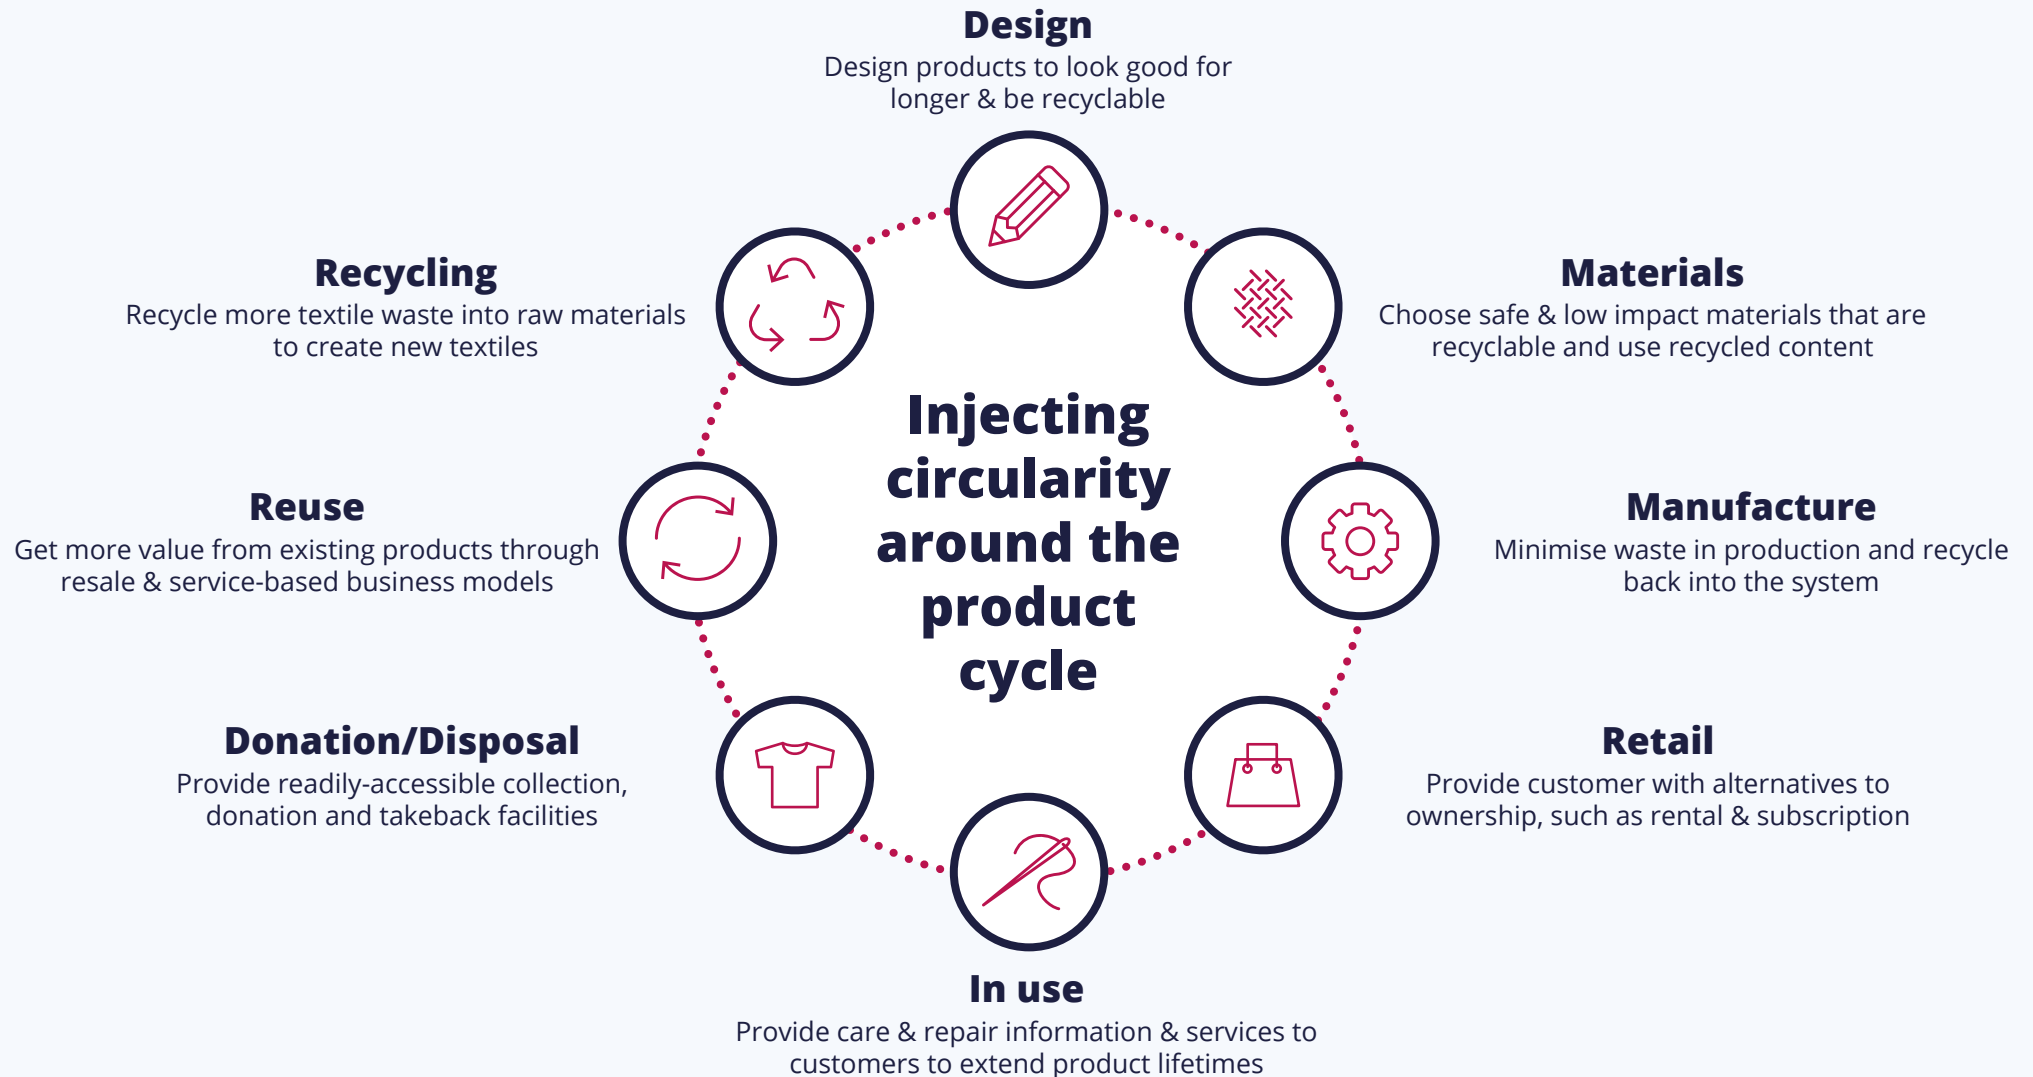 Design
Design products to look good for
longer & be recyclable
Materials
Choose safe & low impact materials that are
recyclable and use recycled content
Manufacture
Minimise waste in production and recycle
back into the system
Retail
Provide customer with alternatives to
ownership, such as rental & subscription
In use
Provide care & repair information & services to
customers to extend product lifetimes
Donation/Disposal
Provide readily-accessible collection,
donation and takeback facilities
Reuse
Get more value from existing products through
resale & service-based business models
Recycling
Recycle more textile waste into raw materials
to create new textiles
Injecting
circularity
around the
product
cycle